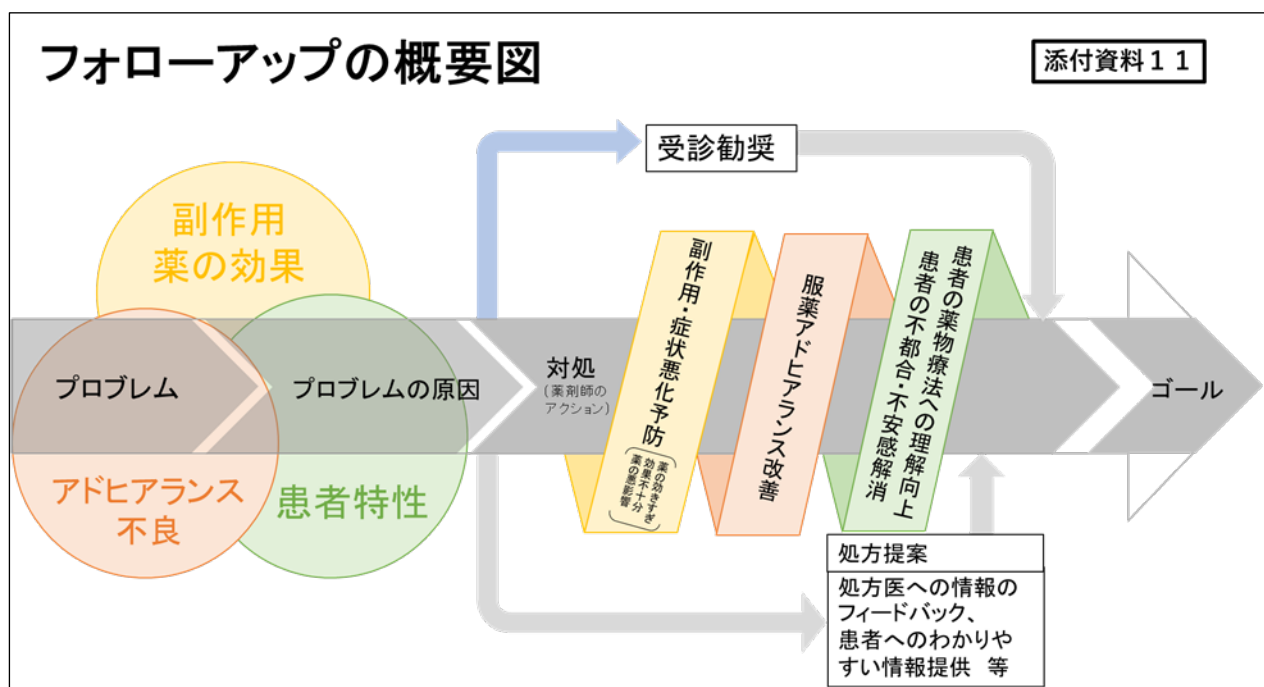 フォローアップの概要図
添付資料１１
受診勧奨
副作用
薬の効果
プロブレム
プロブレムの原因
対処
(薬剤師の
アクション)
アドヒアランス
不良
患者特性
副作用・症状悪化予防
薬の効きすぎ
効果不十分
薬の悪影響
服薬アドヒアランス改善
患者の薬物療法への理解向上
患者の不都合・不安感解消
ゴール
処方提案
処方医への情報の
フィードバック、
患者へのわかりや
すい情報提供　等